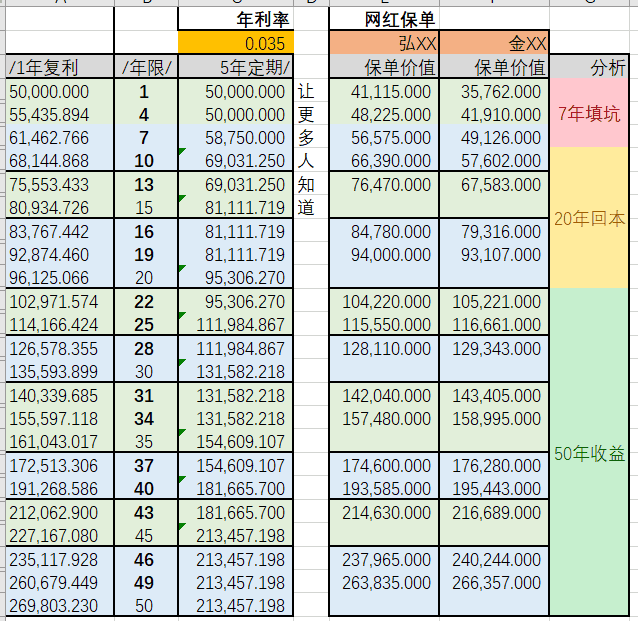 年利率 网红保单
0.035 弘XX 金XX
/1年复利 /年限/ 5年定期/ 保单价值 保单价值 分析
50,000.000 1 50,000.000 让 41,115.000 35,762.000
55,435.894 4 50,000.000 更 48,225.000 41,910.000 7年填坑
61,462.766 7 58,750.000 多 56,575.000 49,126.000
68,144.868 10 69,031.250 人 66,390.000 57,602.000
75,553.433 13 69,031.250 知 76,470.000 67,583.000
80,934.726 15 81,111.719 道 20年回本
83,767.442 16 81,111.719 84,780.000 79,316.000
92,874.460 19 81,111.719 94,000.000 93,107.000
96,125.066 20 95,306.270
102,971.574 22 95,306.270 104,220.000 105,221.000
114,166.424 25 111,984.867 115,550.000 116,661.000
126,578.355 28 111,984.867 128,110.000 129,343.000
135,593.899 30 131,582.218
140,339.685 31 131,582.218 142,040.000 143,405.000
155,597.118 34 131,582.218 157,480.000 158,995.000
161,043.017 35 154,609.107 50年收益
172,513.306 37 154,609.107 174,600.000 176,280.000
191,268.586 40 181,665.700 193,585.000 195,443.000
212,062.900 43 181,665.700 214,630.000 216,689.000
227,167.080 45 213,457.198
235,117.928 46 213,457.198 237,965.000 240,244.000
260,679.449 49 213,457.198 263,835.000 266,357.000
269,803.230 50 213,457.198